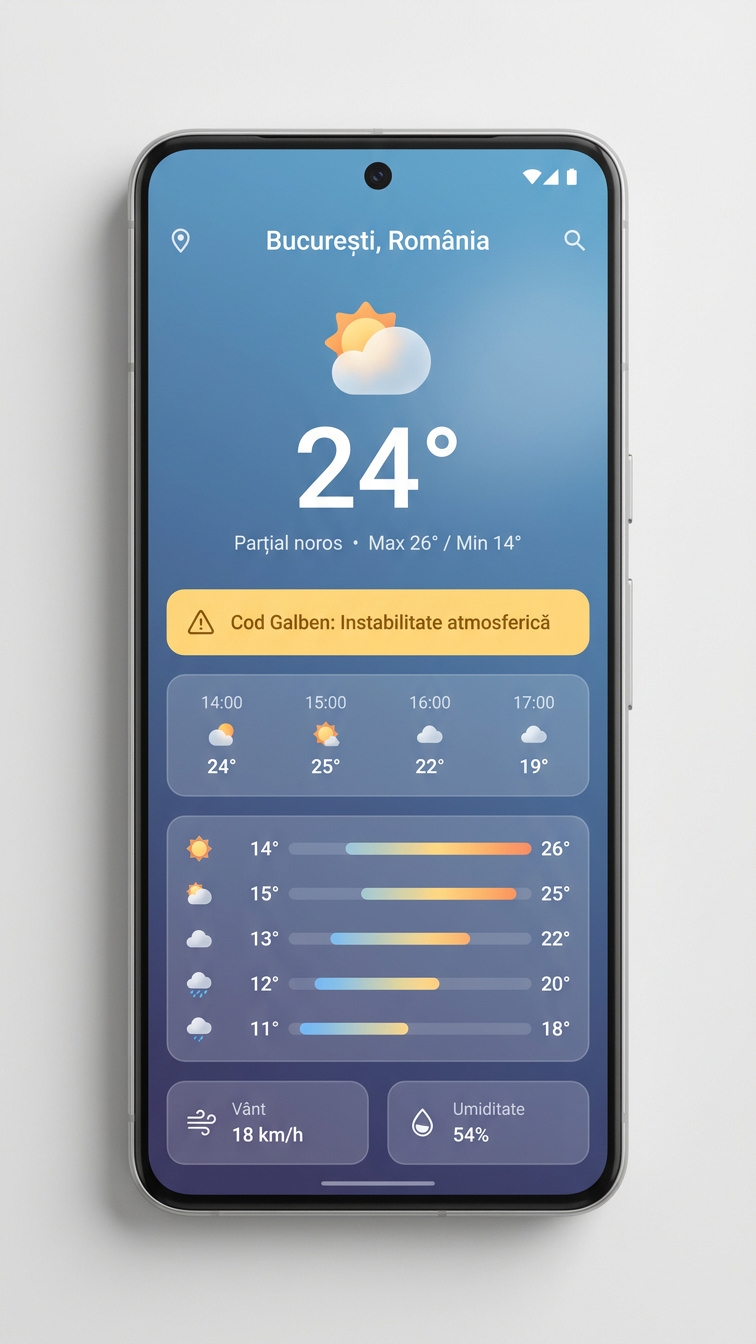 București, România
24°
Parțial noros • Max 26° / Min 14°
Cod Galben: Instabilitate atmosferică
14:00 15:00 16:00 17:00
24° 25° 22° 19°
14° 26°
15° 25°
13° 22°
12° 20°
11° 18°
Vânt Umiditate
18 km/h 54%